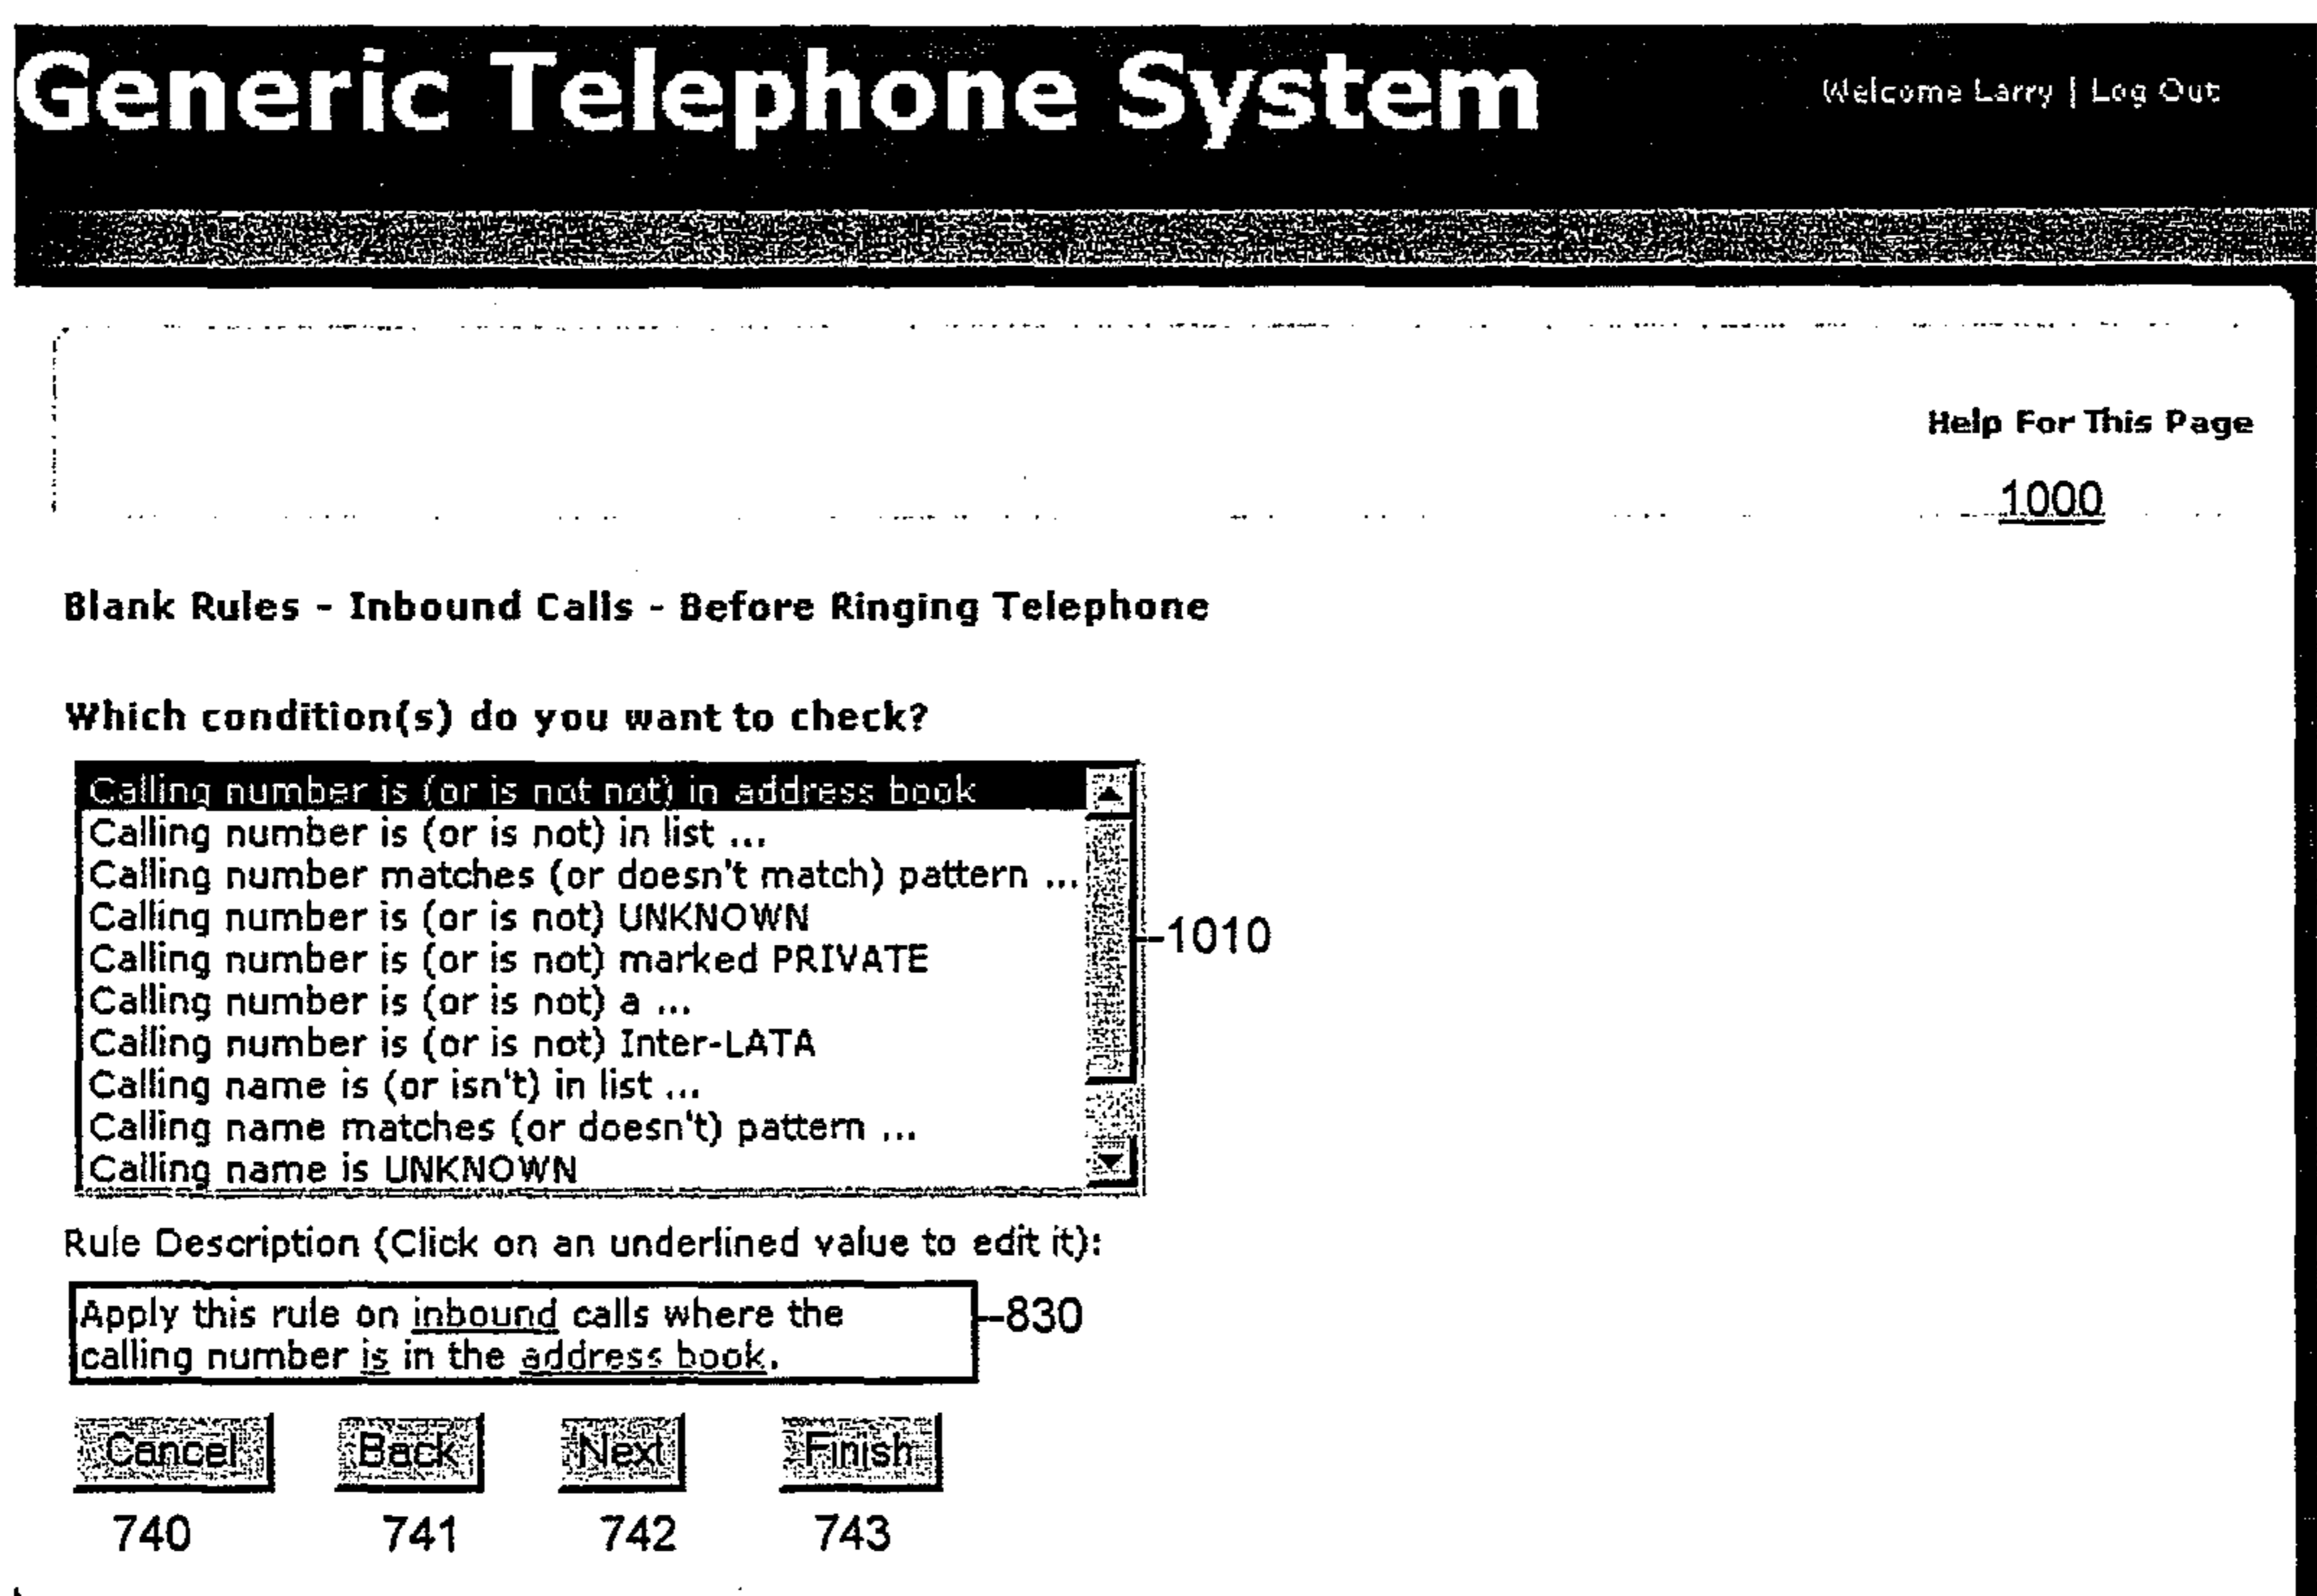 Generic Telephone System
Welcome Larry | Log Out
Help For This Page
1000
Blank Rules - Inbound Calls - Before Ringing Telephone
Which condition(s) do you want to check?
Calling number is (or is not not) in address book
Calling number is (or is not) in list ...
Calling number matches (or doesn't match) pattern ...
Calling number is (or is not) UNKNOWN
Calling number is (or is not) marked PRIVATE
Calling number is (or is not) a ...
Calling number is (or is not) Inter-LATA
Calling name is (or isn't) in list ...
Calling name matches (or doesn't) pattern ...
Calling name is UNKNOWN
1010
Rule Description (Click on an underlined value to edit it):
Apply this rule on inbound calls where the
calling number is in the address book.
830
Cancel Back Next Finish
740 741 742 743